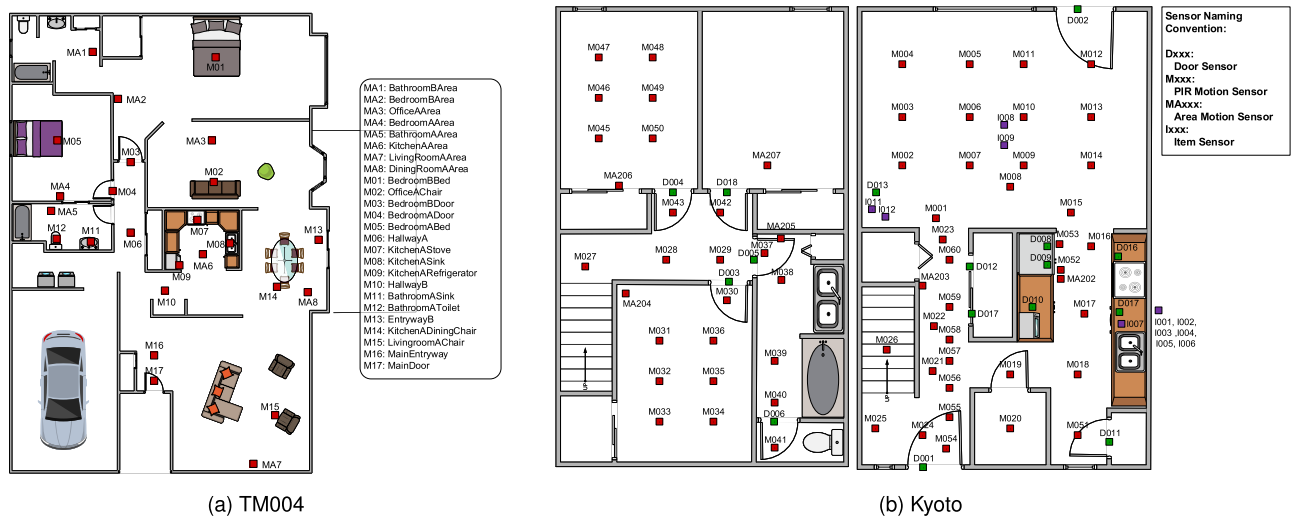 MA1
M01
MA2
M05
M03
MA3
M02
MA4
M04
MA5
M12
M11
M06
M07
M08
MA6
M09
M10
M13
M14
MA8
M16
M17
M15
MA7
MA1: BathroomBArea
MA2: BedroomBArea
MA3: OfficeAArea
MA4: BedroomAArea
MA5: BathroomAArea
MA6: KitchenAArea
MA7: LivingRoomAArea
MA8: DiningRoomAArea
M01: BedroomBBed
M02: OfficeAChair
M03: BedroomBDoor
M04: BedroomADoor
M05: BedroomABed
M06: HallwayA
M07: KitchenAStove
M08: KitchenASink
M09: KitchenARefrigerator
M10: HallwayB
M11: BathroomASink
M12: BathroomAToilet
M13: EntrywayB
M14: KitchenADiningChair
M15: LivingroomAChair
M16: MainEntryway
M17: MainDoor
(a) TM004
M047
M048
M046
M049
M045
M050
MA206
MA207
D004
D018
M043
M042
MA205
M027
M028
M029
D005
M037
M038
D003
M030
MA204
M031
M036
M032
M035
M033
M034
M039
M040
D006
M041
UP
D002
M004
M005
M011
M012
M003
M006
M010
M013
I008
I009
M002
M007
M009
M014
M008
D013
I011
I012
M001
M015
M023
M060
MA203
D012
D008
D009
M053
M052
MA202
M016
D016
M059
M022
M058
D017
D010
M017
D017
I007
I001, I002,
I003 ,I004,
I005, I006
M026
M021
M057
M056
M019
M018
M025
M024
M055
M054
D001
M020
M051
D011
Sensor Naming
Convention:
Dxxx:
Door Sensor
Mxxx:
PIR Motion Sensor
MAxxx:
Area Motion Sensor
Ixxx:
Item Sensor
(b) Kyoto